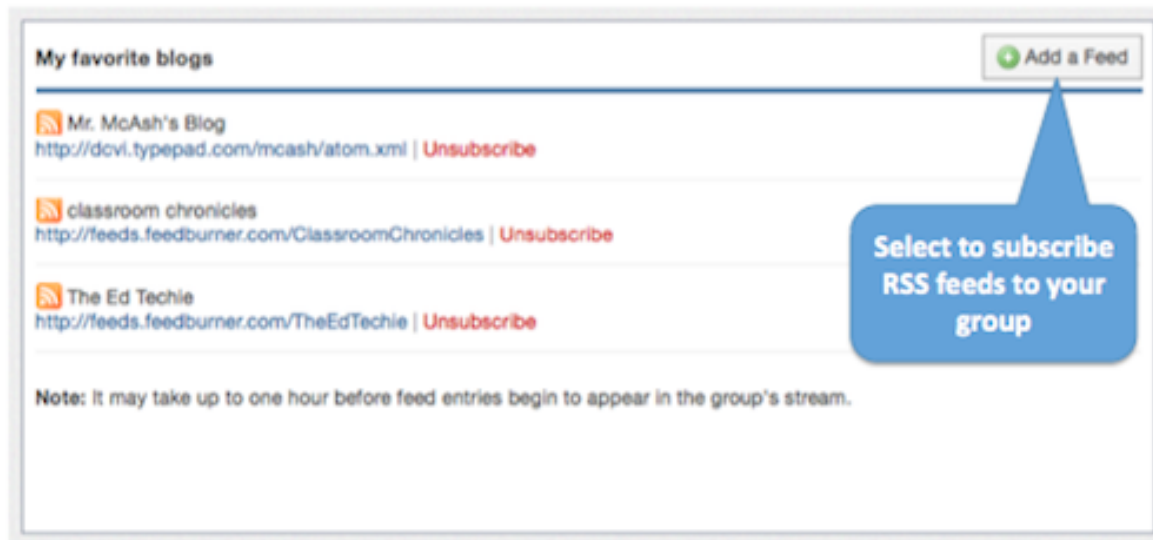 My favorite blogs
Add a Feed
Mr. McAsh's Blog
http://dcvi.typepad.com/mcash/atom.xml | Unsubscribe
classroom chronicles
http://feeds.feedburner.com/ClassroomChronicles | Unsubscribe
The Ed Techie
http://feeds.feedburner.com/TheEdTechie | Unsubscribe
Select to subscribe
RSS feeds to your
group
Note: It may take up to one hour before feed entries begin to appear in the group's stream.